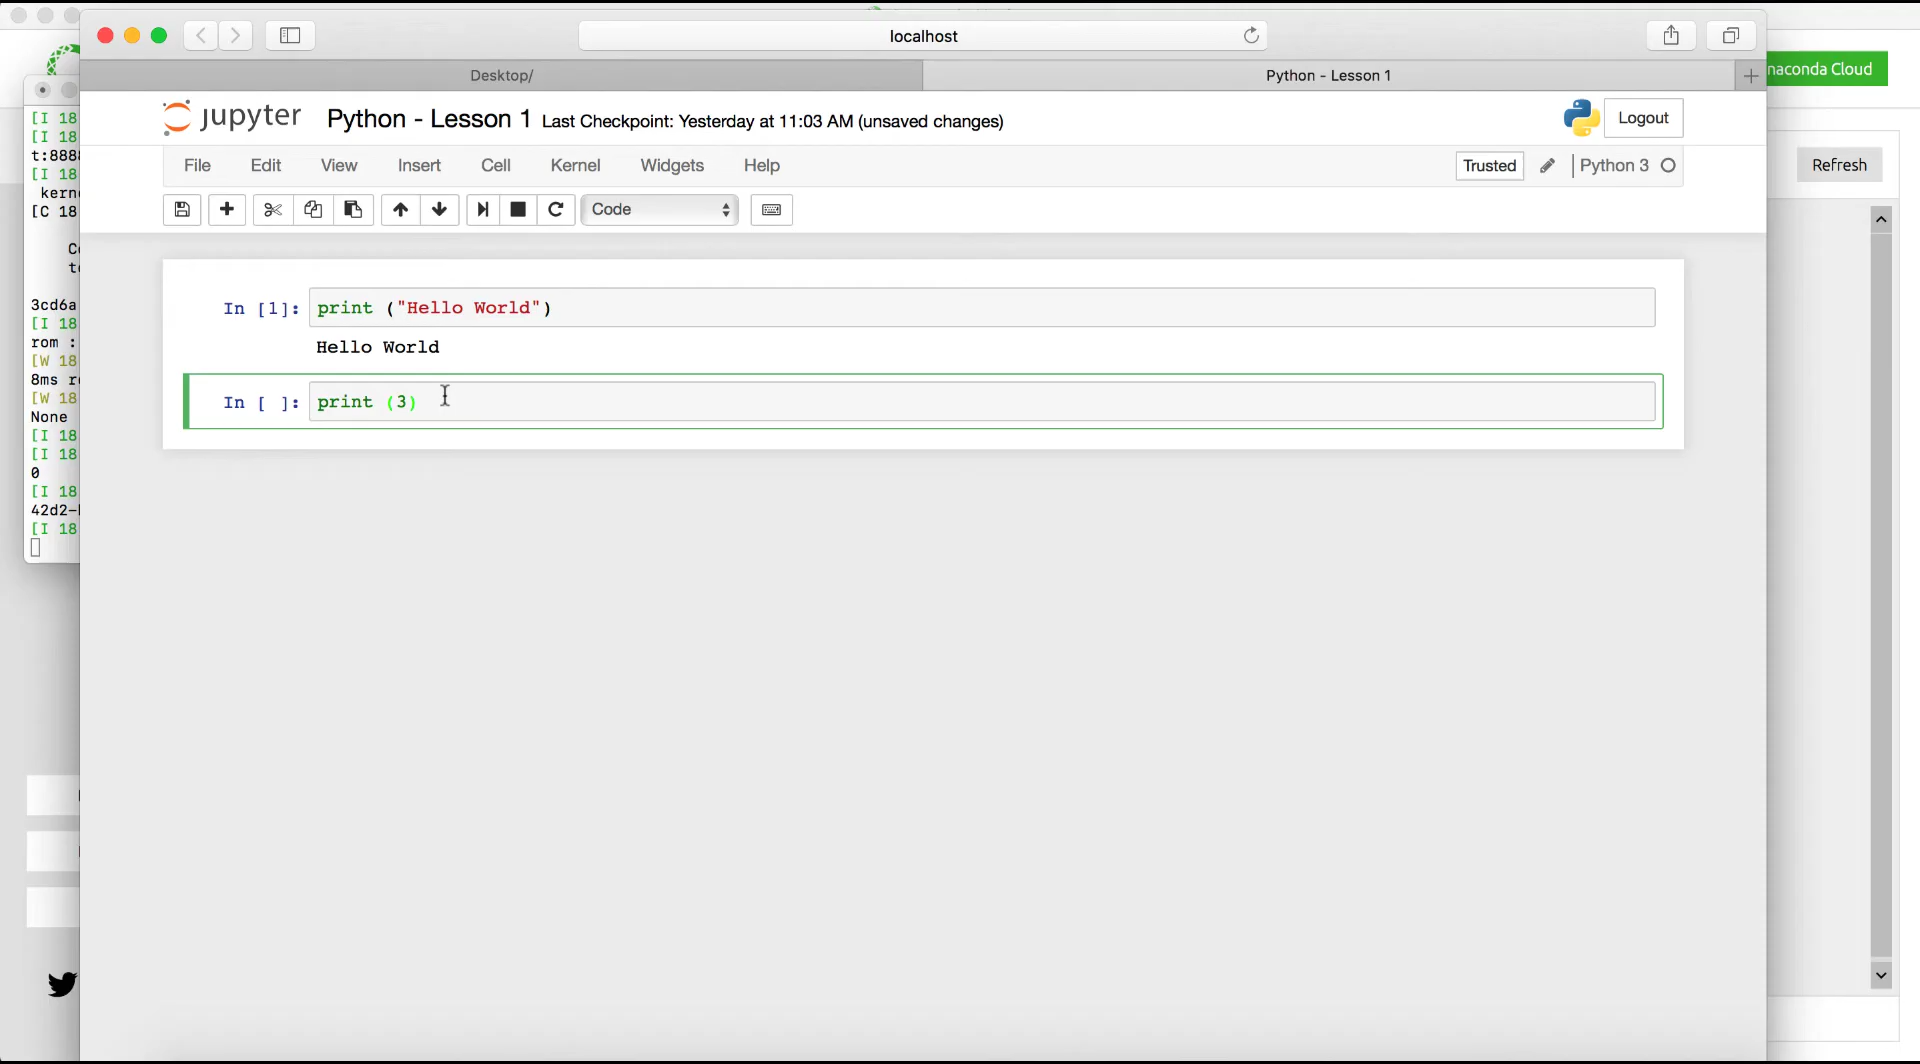 localhost
Desktop/
Python - Lesson 1
naconda Cloud
jupyter Python - Lesson 1 Last Checkpoint: Yesterday at 11:03 AM (unsaved changes)
Logout
File Edit View Insert Cell Kernel Widgets Help
Trusted Python 3
Refresh
Code
In [1]: print ("Hello World")
Hello World
In [ ]: print (3)
[I 18
[I 18
t:8888
[I 18
kerne
[C 18
3cd6a
[I 18
rom :
[W 18
8ms re
[W 18
None
[I 18
[I 18
0
[I 18
42d2-
[I 18